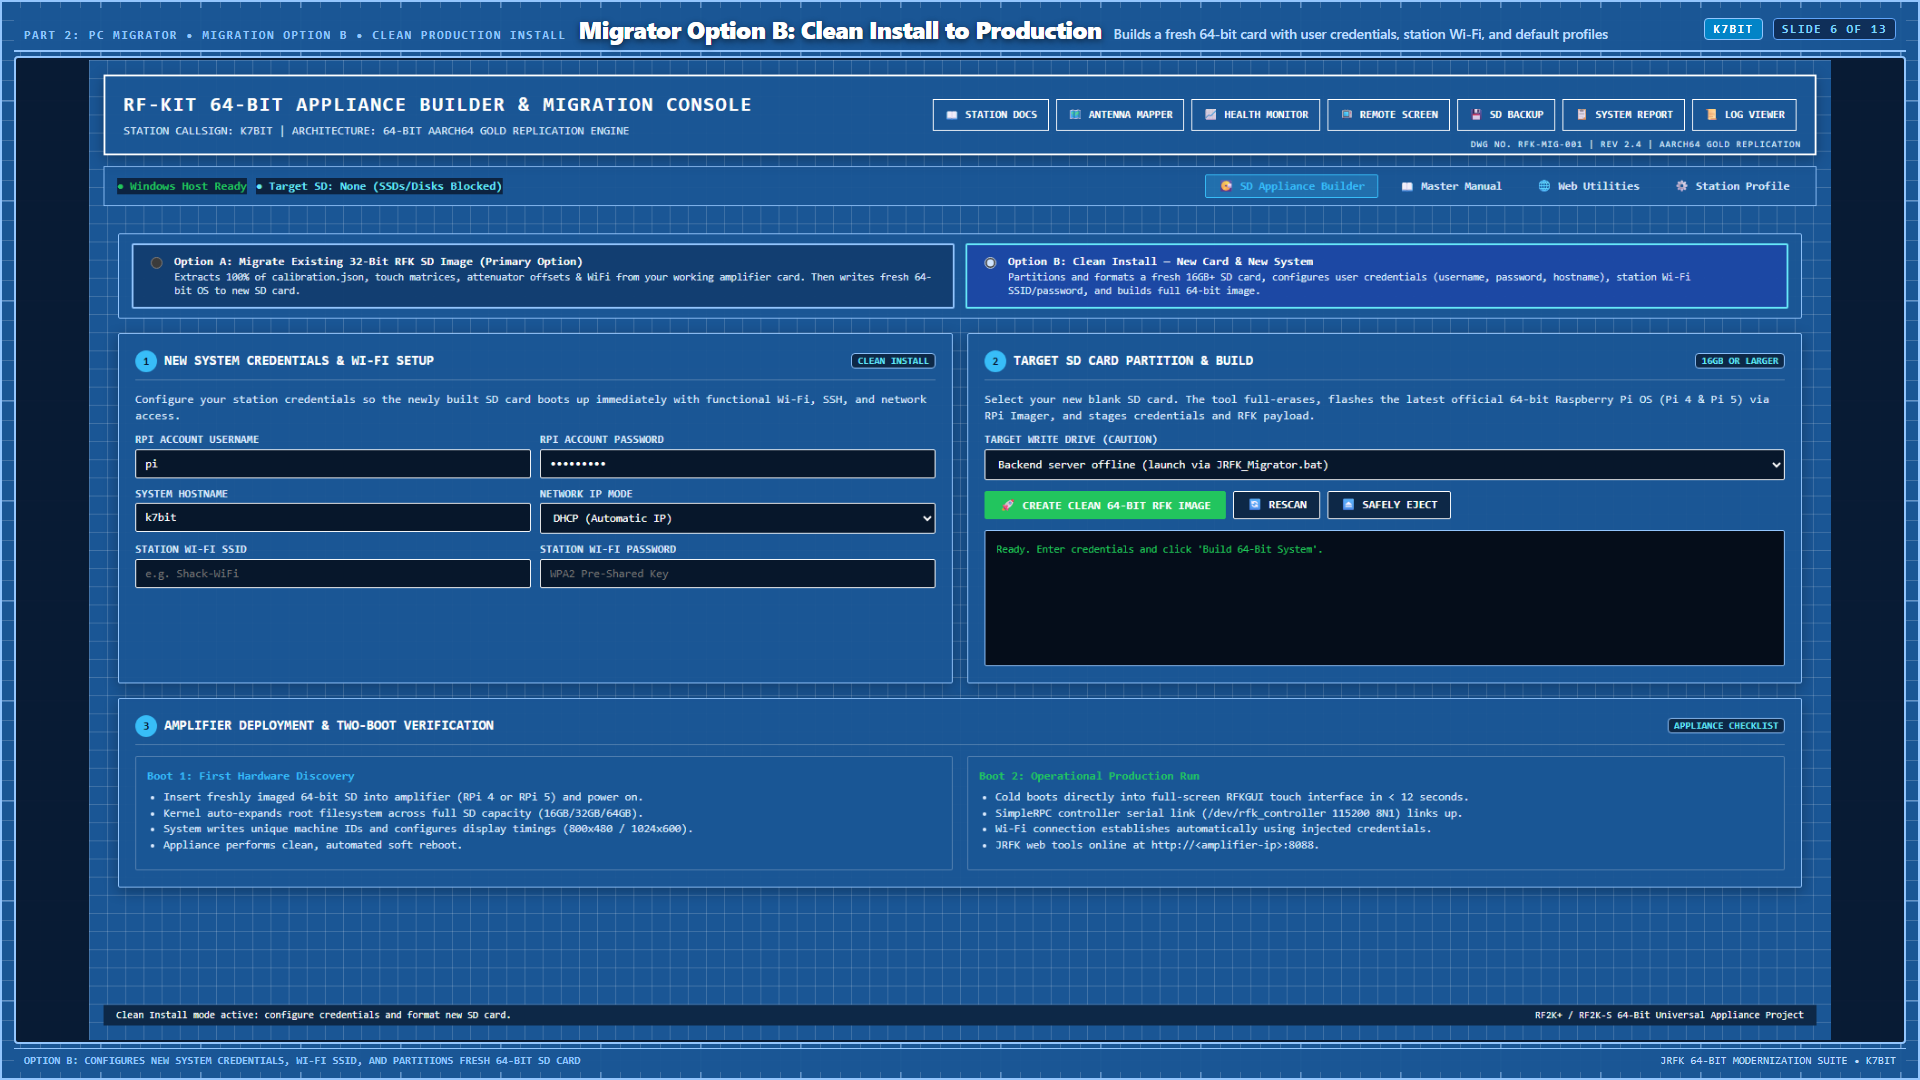 PART 2: PC MIGRATOR • MIGRATION OPTION B • CLEAN PRODUCTION INSTALL
Migrator Option B: Clean Install to Production
Builds a fresh 64-bit card with user credentials, station Wi-Fi, and default profiles
K7BIT
SLIDE 6 OF 13
RF-KIT 64-BIT APPLIANCE BUILDER & MIGRATION CONSOLE
STATION CALLSIGN: K7BIT | ARCHITECTURE: 64-BIT AARCH64 GOLD REPLICATION ENGINE
STATION DOCS
ANTENNA MAPPER
HEALTH MONITOR
REMOTE SCREEN
SD BACKUP
SYSTEM REPORT
LOG VIEWER
DWG NO. RFK-MIG-001 | REV 2.4 | AARCH64 GOLD REPLICATION
● Windows Host Ready
● Target SD: None (SSDs/Disks Blocked)
SD Appliance Builder
Master Manual
Web Utilities
Station Profile
Option A: Migrate Existing 32-Bit RFK SD Image (Primary Option)
Extracts 100% of calibration.json, touch matrices, attenuator offsets & WiFi from your working amplifier card. Then writes fresh 64-
bit OS to new SD card.
Option B: Clean Install — New Card & New System
Partitions and formats a fresh 16GB+ SD card, configures user credentials (username, password, hostname), station Wi-Fi
SSID/password, and builds full 64-bit image.
1 NEW SYSTEM CREDENTIALS & WI-FI SETUP
CLEAN INSTALL
Configure your station credentials so the newly built SD card boots up immediately with functional Wi-Fi, SSH, and network
access.
RPI ACCOUNT USERNAME
RPI ACCOUNT PASSWORD
pi
•••••••••
SYSTEM HOSTNAME
NETWORK IP MODE
k7bit
DHCP (Automatic IP)
STATION WI-FI SSID
STATION WI-FI PASSWORD
e.g. Shack-WiFi
WPA2 Pre-Shared Key
2 TARGET SD CARD PARTITION & BUILD
16GB OR LARGER
Select your new blank SD card. The tool full-erases, flashes the latest official 64-bit Raspberry Pi OS (Pi 4 & Pi 5) via
RPi Imager, and stages credentials and RFK payload.
TARGET WRITE DRIVE (CAUTION)
Backend server offline (launch via JRFK_Migrator.bat)
CREATE CLEAN 64-BIT RFK IMAGE
RESCAN
SAFELY EJECT
Ready. Enter credentials and click 'Build 64-Bit System'.
3 AMPLIFIER DEPLOYMENT & TWO-BOOT VERIFICATION
APPLIANCE CHECKLIST
Boot 1: First Hardware Discovery
• Insert freshly imaged 64-bit SD into amplifier (RPi 4 or RPi 5) and power on.
• Kernel auto-expands root filesystem across full SD capacity (16GB/32GB/64GB).
• System writes unique machine IDs and configures display timings (800x480 / 1024x600).
• Appliance performs clean, automated soft reboot.
Boot 2: Operational Production Run
• Cold boots directly into full-screen RFKGUI touch interface in < 12 seconds.
• SimpleRPC controller serial link (/dev/rfk_controller 115200 8N1) links up.
• Wi-Fi connection establishes automatically using injected credentials.
• JRFK web tools online at http://<amplifier-ip>:8088.
Clean Install mode active: configure credentials and format new SD card.
RF2K+ / RF2K-S 64-Bit Universal Appliance Project
OPTION B: CONFIGURES NEW SYSTEM CREDENTIALS, WI-FI SSID, AND PARTITIONS FRESH 64-BIT SD CARD
JRFK 64-BIT MODERNIZATION SUITE • K7BIT